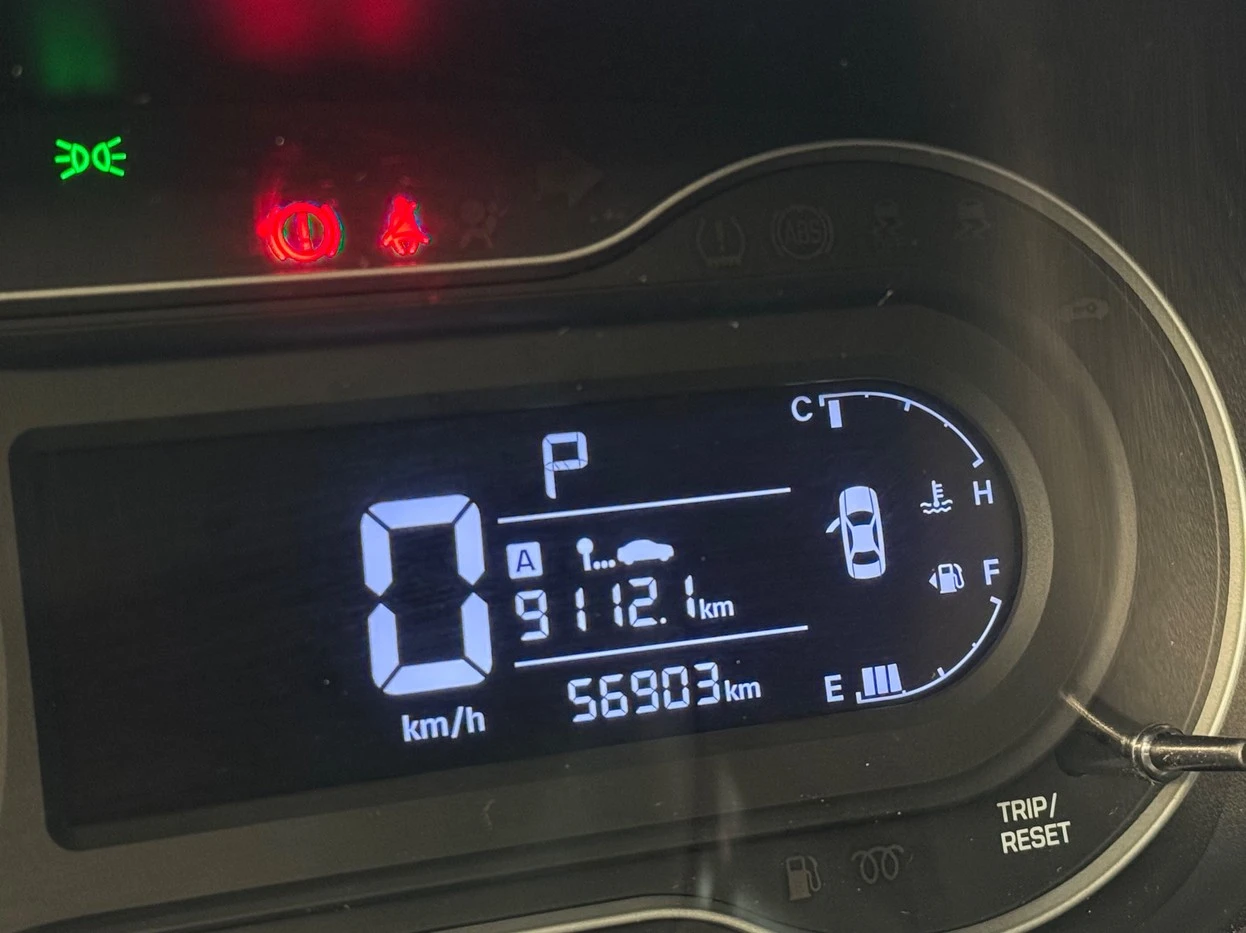 ABS
C
P
H
A
9112.1km
F
0
56903km
E
km/h
TRIP/
RESET